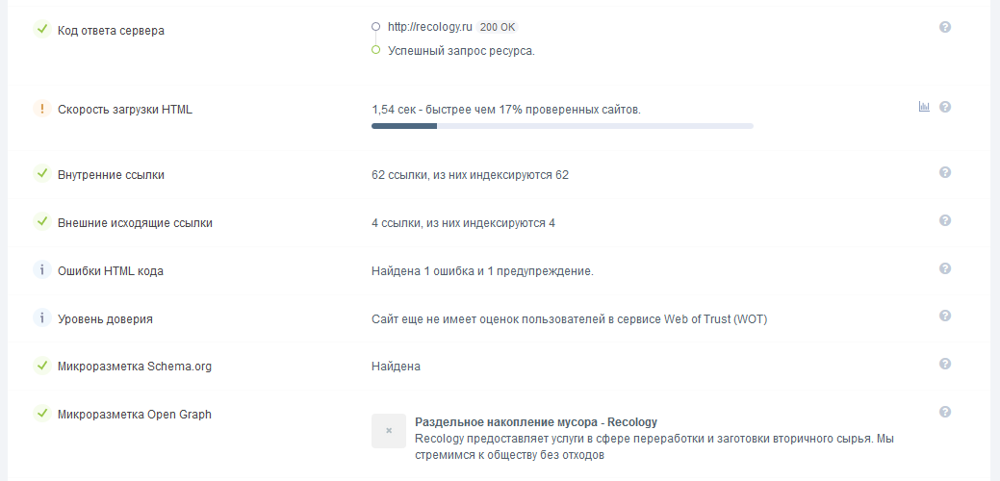 Код ответа сервера
http://recology.ru 200 OK
Успешный запрос ресурса.
Скорость загрузки HTML
1,54 сек - быстрее чем 17% проверенных сайтов.
Внутренние ссылки
62 ссылки, из них индексируются 62
Внешние исходящие ссылки
4 ссылки, из них индексируются 4
Ошибки HTML кода
Найдена 1 ошибка и 1 предупреждение.
Уровень доверия
Сайт еще не имеет оценок пользователей в сервисе Web of Trust (WOT)
Микроразметка Schema.org
Найдена
Микроразметка Open Graph
Раздельное накопление мусора - Recology
Recology предоставляет услуги в сфере переработки и заготовки вторичного сырья. Мы
стремимся к обществу без отходов